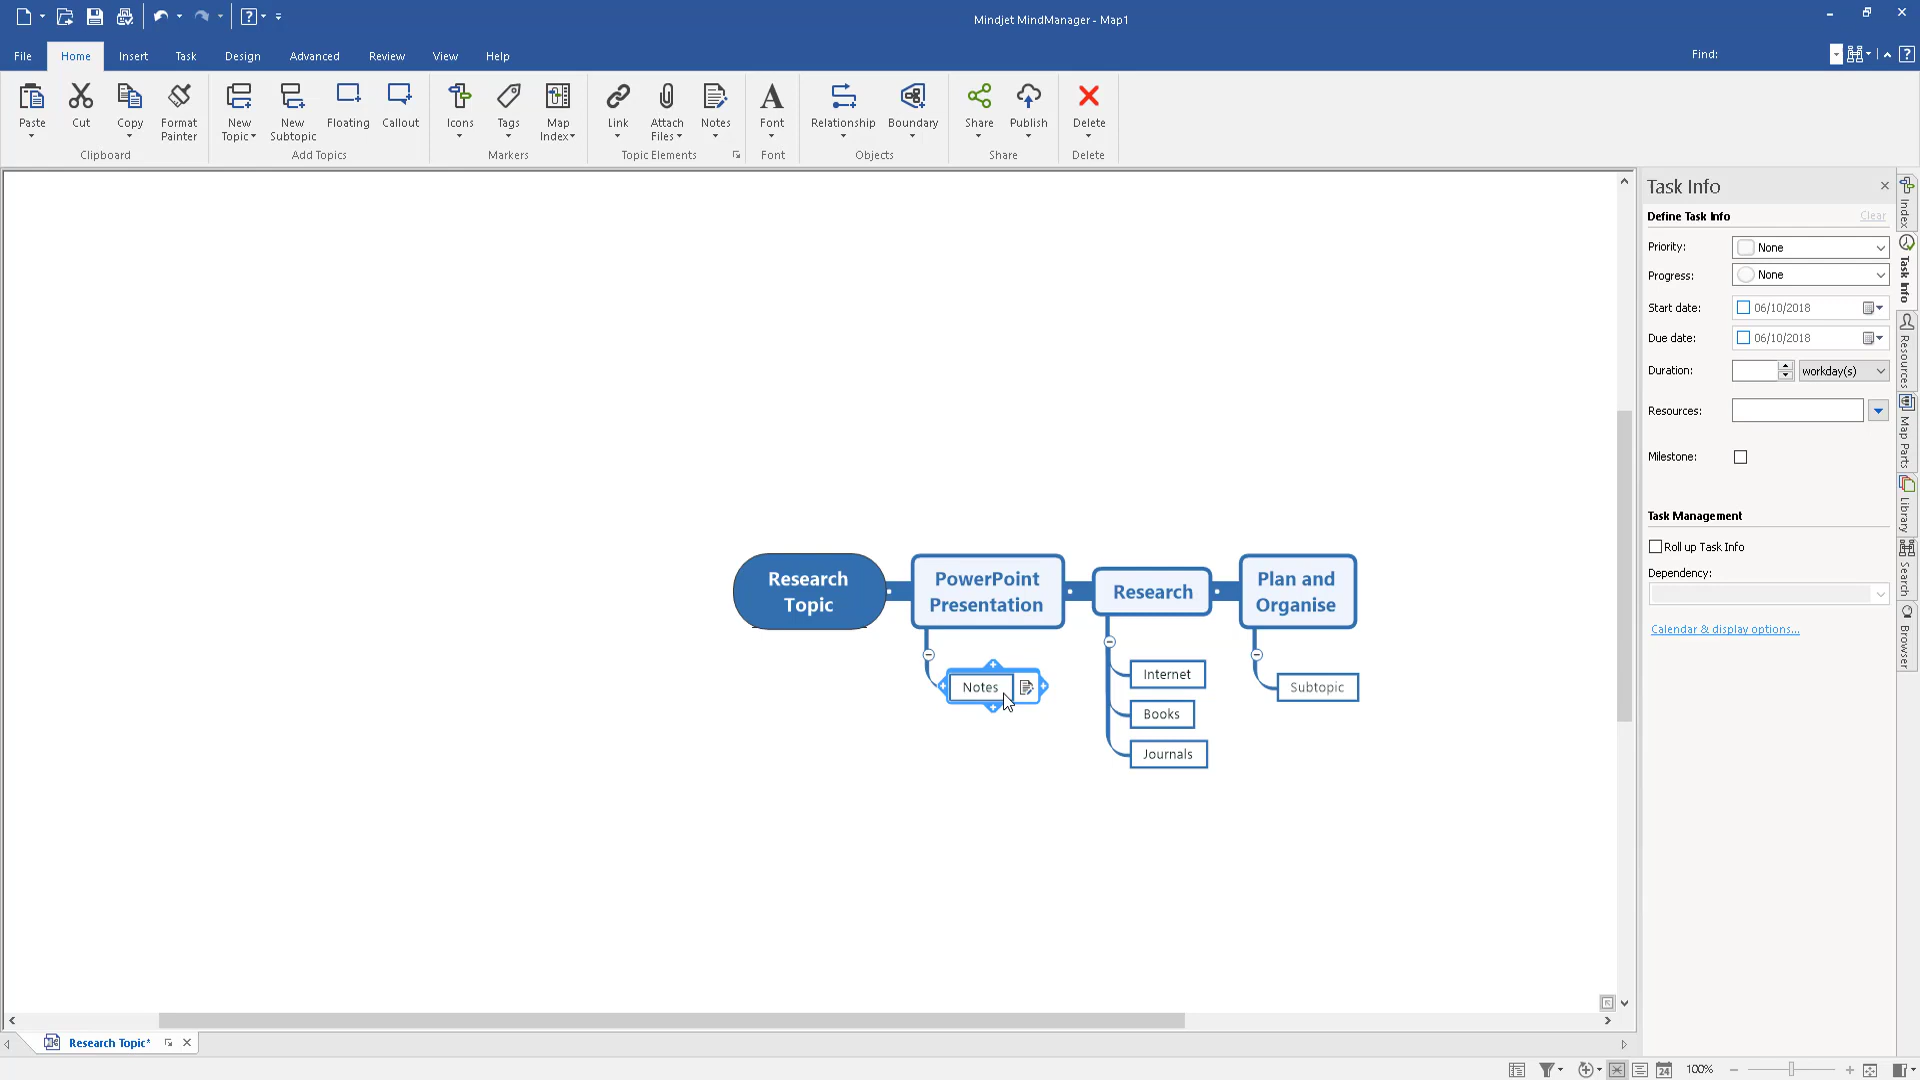 Mindjet MindManager - Map1
File Home Insert Task Design Advanced Review View Help
Find:
Paste
Cut
Copy
Format
Painter
Clipboard
New
Topic
New
Subtopic
Floating
Callout
Add Topics
Icons
Tags
Map
Index
Markers
Link
Attach
Files
Notes
Topic Elements
Font
Font
Relationship
Boundary
Objects
Share
Publish
Share
Delete
Delete
Research
Topic
PowerPoint
Presentation
Research
Plan and
Organise
Notes
Internet
Books
Journals
Subtopic
Task Info
Define Task Info
Clear
Priority: None
Progress: None
Start date: 06/10/2018
Due date: 06/10/2018
Duration: workday(s)
Resources:
Milestone:
Task Management
Roll up Task Info
Dependency:
Calendar & display options...
Index
Task Info
Resources
Map Parts
Library
Search
Browser
Research Topic*
24
100%